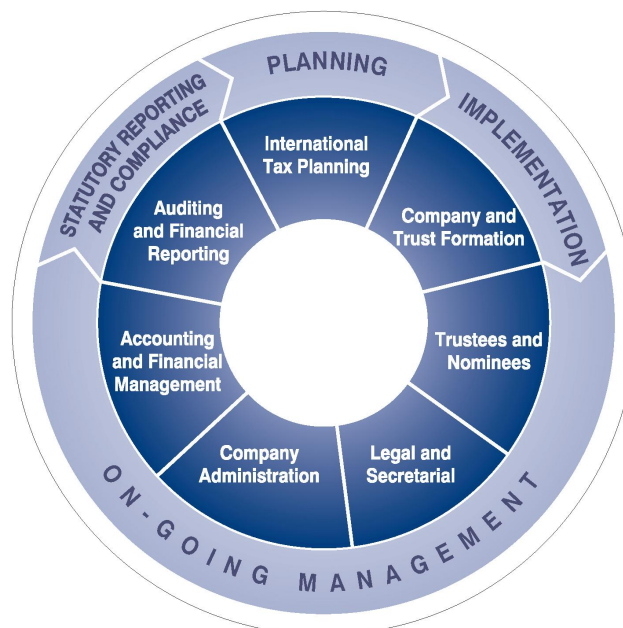 PLANNING
IMPLEMENTATION
ON-GOING MANAGEMENT
STATUTORY REPORTING
AND COMPLIANCE
International
Tax Planning
Company and
Trust Formation
Trustees and
Nominees
Legal and
Secretarial
Company
Administration
Accounting
and Financial
Management
Auditing
and Financial
Reporting